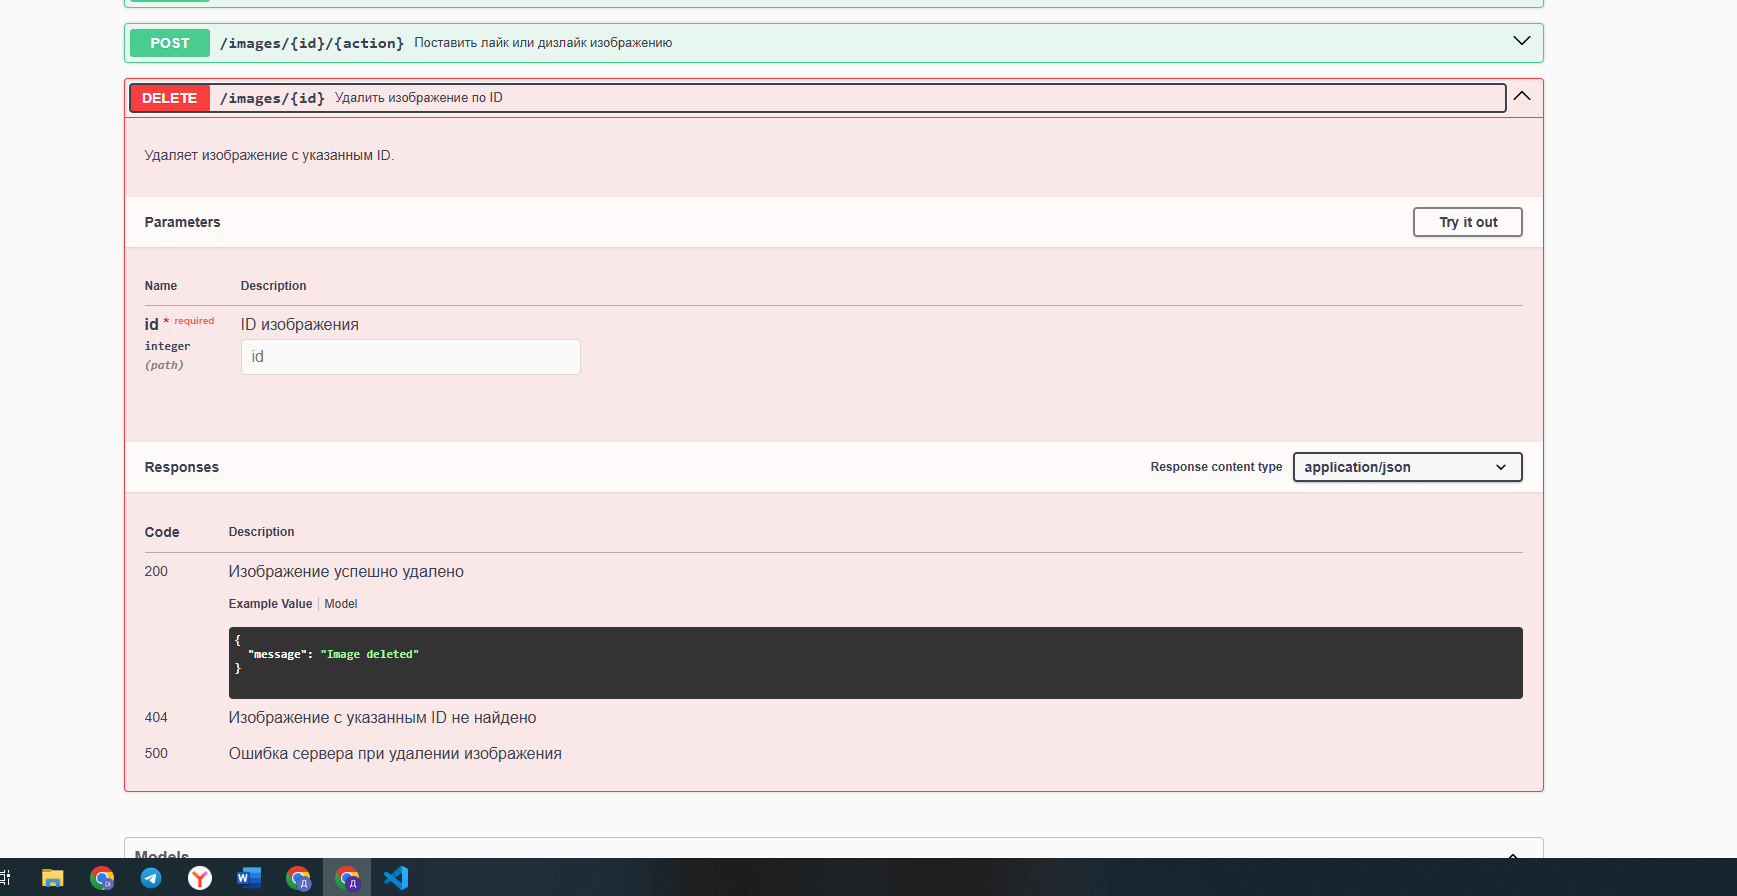 POST /images/{id}/{action} Поставить лайк или дизлайк изображению
DELETE /images/{id} Удалить изображение по ID
Удаляет изображение с указанным ID.
Parameters Try it out
Name Description
id * required ID изображения
integer
(path)
id
Responses Response content type application/json
Code Description
200 Изображение успешно удалено
Example Value Model
{
"message": "Image deleted"
}
404 Изображение с указанным ID не найдено
500 Ошибка сервера при удалении изображения
Models